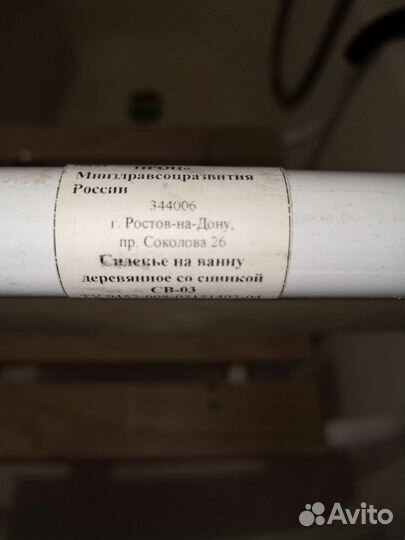 Минздравсоцразвития
России
344006
г. Ростов-на-Дону,
пр. Соколова 26
Сиденье на ванну
деревянное со спинкой
СВ-03
Avito